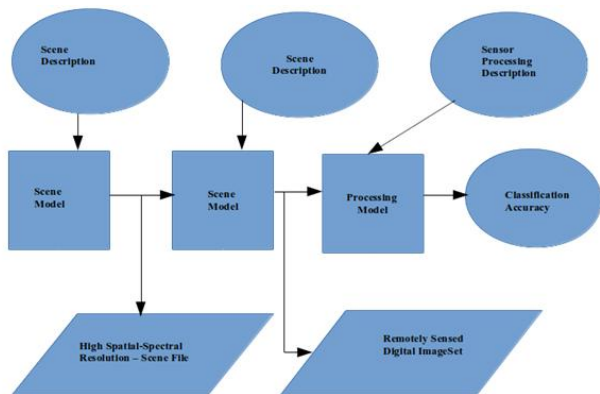 Scene
Description
Scene
Description
Sensor
Processing
Description
Scene
Model
Scene
Model
Processing
Model
Classification
Accuracy
High Spatial-Spectral
Resolution – Scene File
Remotely Sensed
Digital ImageSet